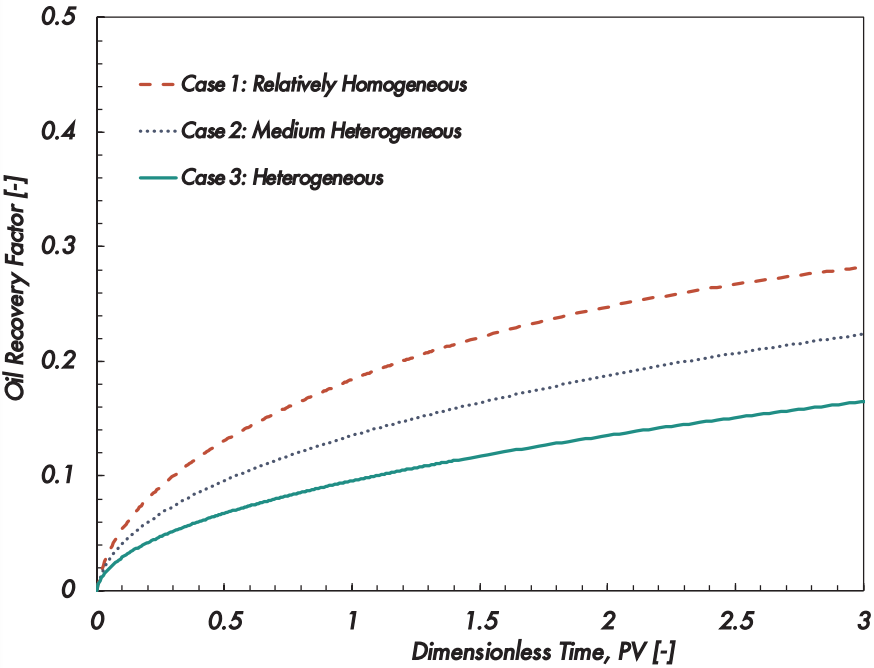 0.5
Case 1: Relatively Homogeneous
0.4
Case 2: Medium Heterogeneous
Case 3: Heterogeneous
0.3
0.2
0.1
0
Oil Recovery Factor [-]
0 0.5 1 1.5 2 2.5 3
Dimensionless Time, PV [-]